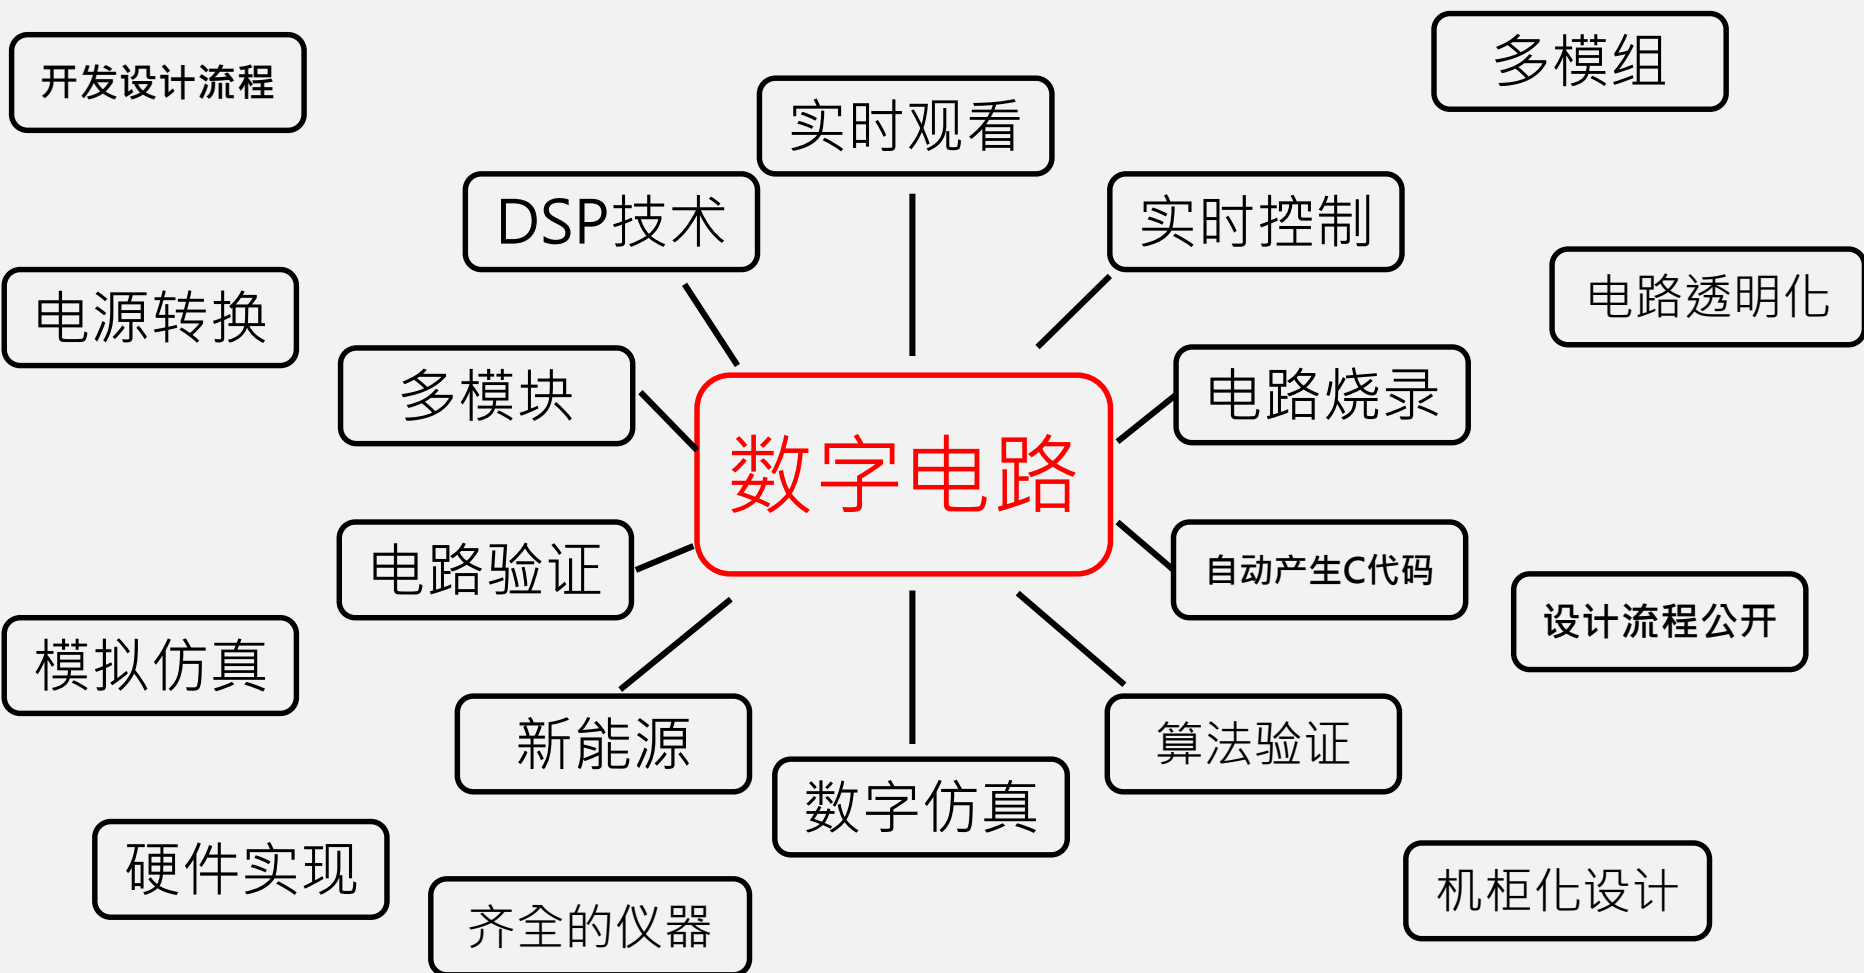 多模组
开发设计流程
实时观看
DSP技术
实时控制
电源转换
电路透明化
多模块
电路烧录
数字电路
电路验证
自动产生C代码
设计流程公开
模拟仿真
新能源
算法验证
数字仿真
硬件实现
机柜化设计
齐全的仪器